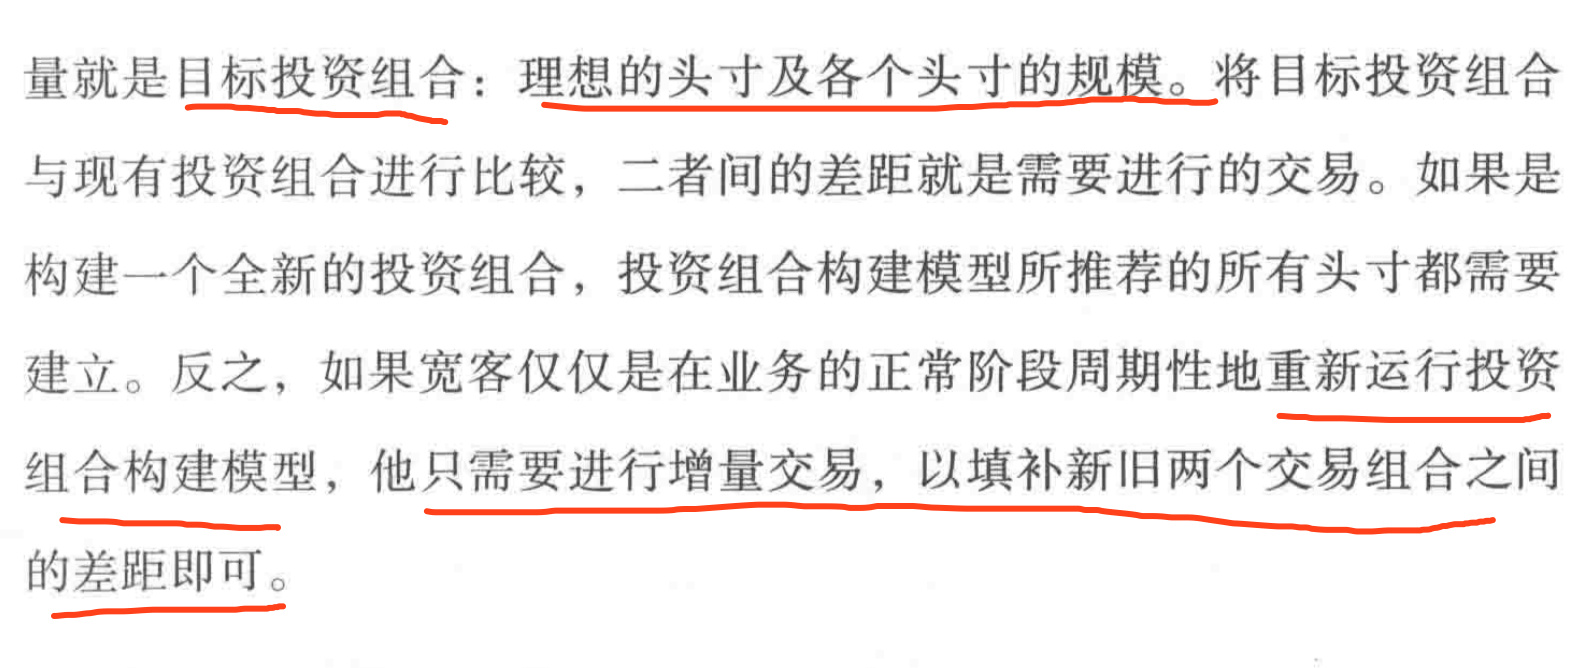 量就是目标投资组合：理想的头寸及各个头寸的规模。将目标投资组合
与现有投资组合进行比较，二者间的差距就是需要进行的交易。如果是
构建一个全新的投资组合，投资组合构建模型所推荐的所有头寸都需要
建立。反之，如果宽客仅仅是在业务的正常阶段周期性地重新运行投资
组合构建模型，他只需要进行增量交易，以填补新旧两个交易组合之间
的差距即可。